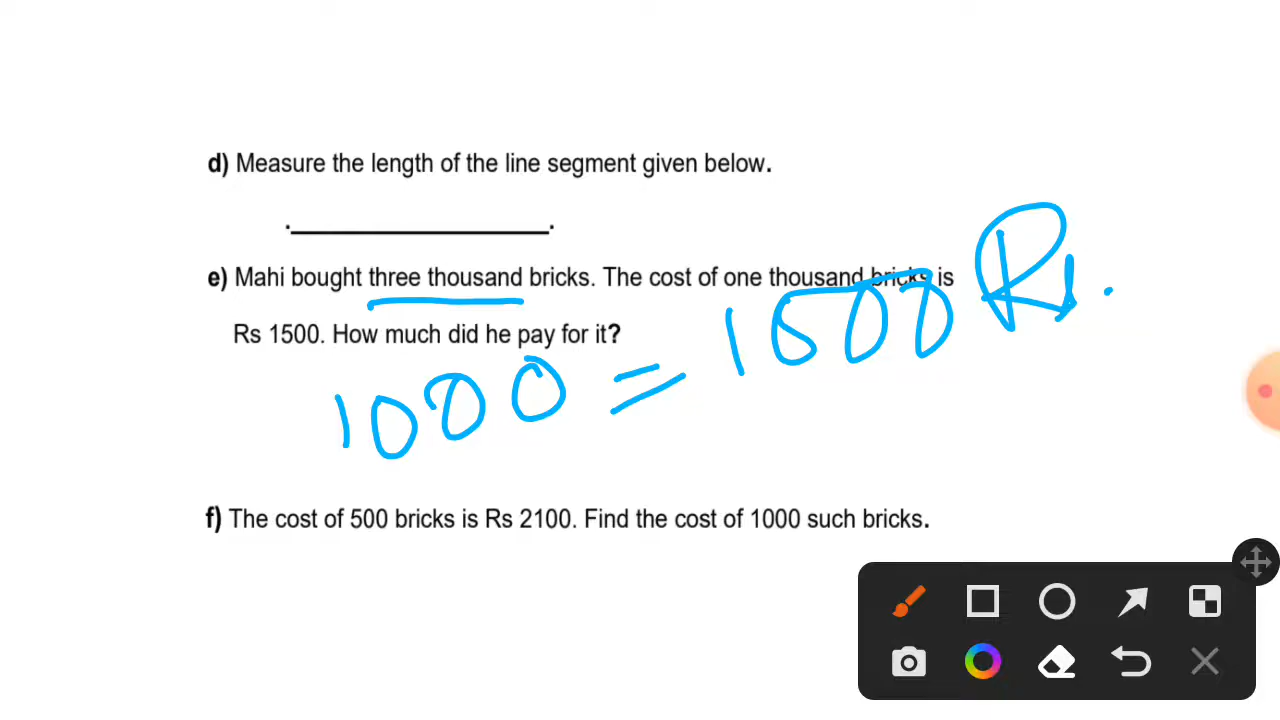 d) Measure the length of the line segment given below.
e) Mahi bought three thousand bricks. The cost of one thousand bricks is
Rs 1500. How much did he pay for it?
1000 = 1500 Rs.
f) The cost of 500 bricks is Rs 2100. Find the cost of 1000 such bricks.